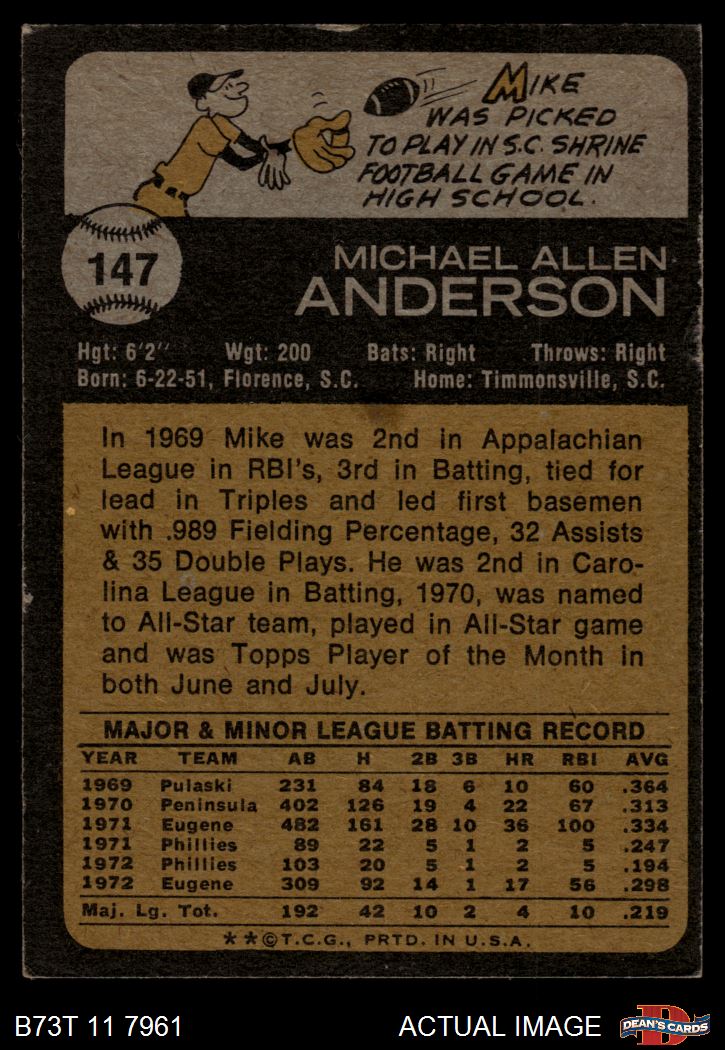 MIKE
WAS PICKED
TO PLAY IN S.C. SHRINE
FOOTBALL GAME IN
HIGH SCHOOL.
147
MICHAEL ALLEN
ANDERSON
Hgt: 6'2" Wgt: 200 Bats: Right Throws: Right
Born: 6-22-51, Florence, S.C. Home: Timmonsville, S.C.
In 1969 Mike was 2nd in Appalachian
League in RBI's, 3rd in Batting, tied for
lead in Triples and led first basemen
with .989 Fielding Percentage, 32 Assists
& 35 Double Plays. He was 2nd in Caro-
lina League in Batting, 1970, was named
to All-Star team, played in All-Star game
and was Topps Player of the Month in
both June and July.
MAJOR & MINOR LEAGUE BATTING RECORD
YEAR TEAM AB H 2B 3B HR RBI AVG
1969 Pulaski 231 84 18 6 10 60 .364
1970 Peninsula 402 126 19 4 22 67 .313
1971 Eugene 482 161 28 10 36 100 .334
1971 Phillies 89 22 5 1 2 5 .247
1972 Phillies 103 20 5 1 2 5 .194
1972 Eugene 309 92 14 1 17 56 .298
Maj. Lg. Tot. 192 42 10 2 4 10 .219
**©T.C.G., PRTD. IN U.S.A.
B73T 11 7961 ACTUAL IMAGE
D
DEAN'S CARDS